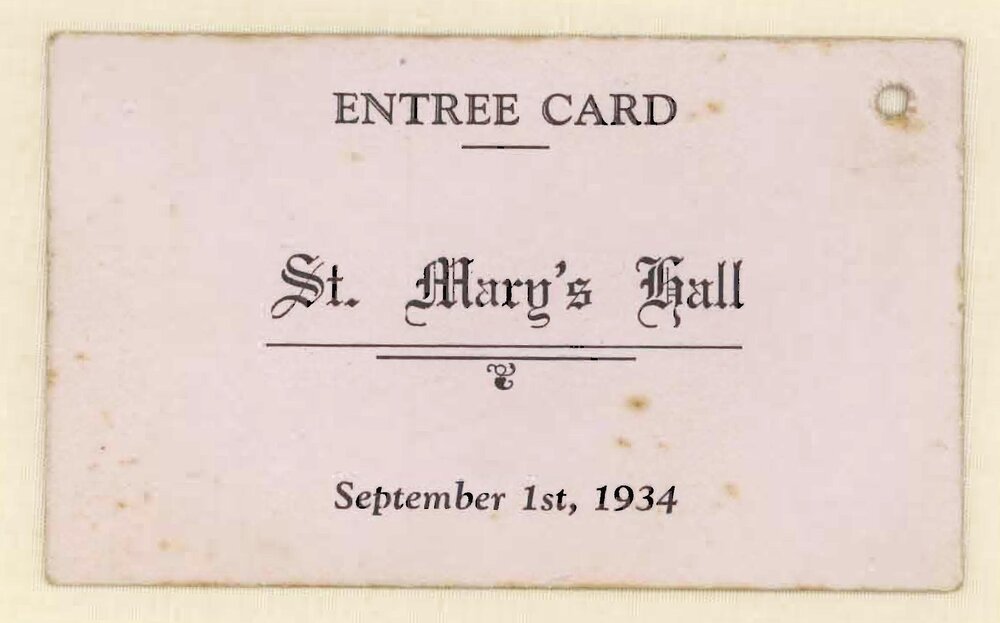 ENTREE CARD
St. Mary's Hall
September 1st, 1934